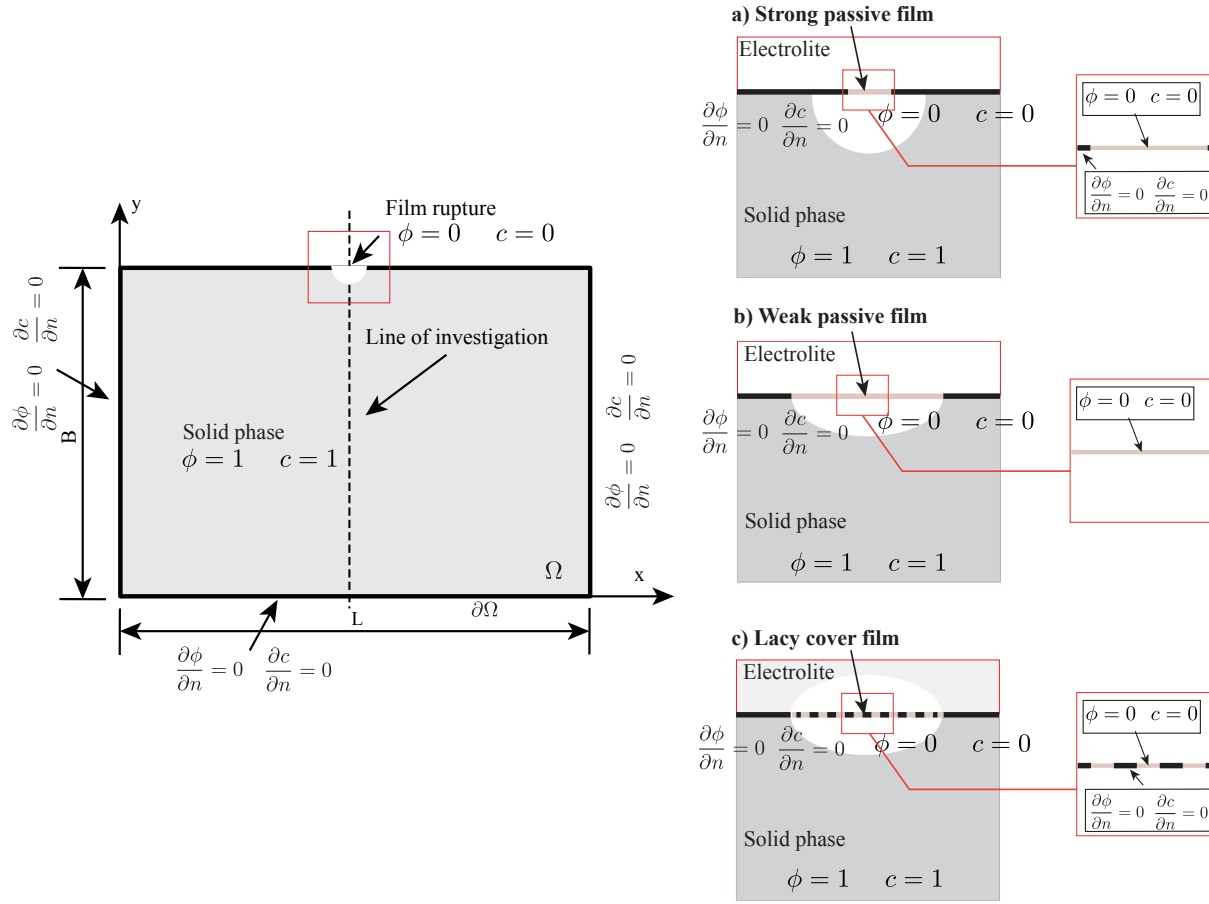 y
Film rupture
ϕ = 0 c = 0
Line of investigation
∂ϕ/∂n = 0 ∂c/∂n = 0
B
Solid phase
ϕ = 1 c = 1
∂ϕ/∂n = 0 ∂c/∂n = 0
Ω
x
∂Ω
L
∂ϕ/∂n = 0 ∂c/∂n = 0
a) Strong passive film
Electrolite
∂ϕ/∂n = 0 ∂c/∂n = 0 ϕ = 0 c = 0
Solid phase
ϕ = 1 c = 1
ϕ = 0 c = 0
∂ϕ/∂n = 0 ∂c/∂n = 0
b) Weak passive film
Electrolite
∂ϕ/∂n = 0 ∂c/∂n = 0 ϕ = 0 c = 0
Solid phase
ϕ = 1 c = 1
ϕ = 0 c = 0
c) Lacy cover film
Electrolite
∂ϕ/∂n = 0 ∂c/∂n = 0 ϕ = 0 c = 0
Solid phase
ϕ = 1 c = 1
ϕ = 0 c = 0
∂ϕ/∂n = 0 ∂c/∂n = 0